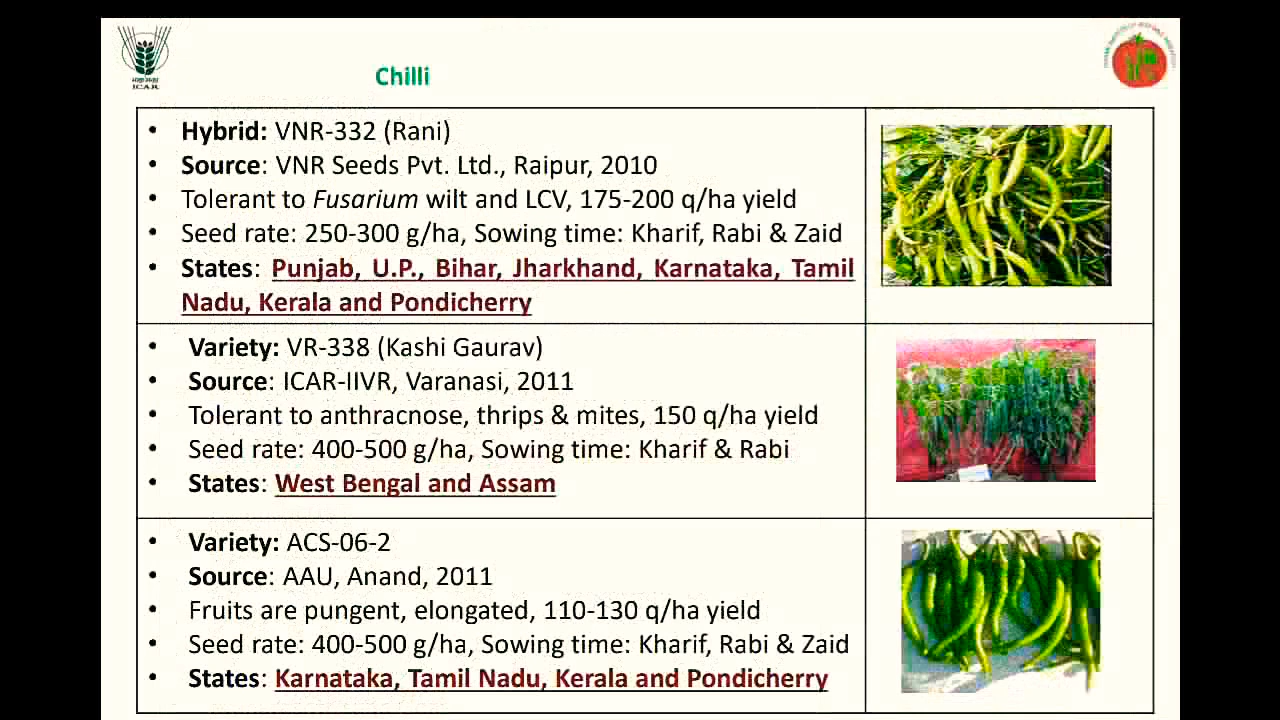 ICAR
Chilli
• Hybrid: VNR-332 (Rani)
• Source: VNR Seeds Pvt. Ltd., Raipur, 2010
• Tolerant to Fusarium wilt and LCV, 175-200 q/ha yield
• Seed rate: 250-300 g/ha, Sowing time: Kharif, Rabi & Zaid
• States: Punjab, U.P., Bihar, Jharkhand, Karnataka, Tamil
Nadu, Kerala and Pondicherry
• Variety: VR-338 (Kashi Gaurav)
• Source: ICAR-IIVR, Varanasi, 2011
• Tolerant to anthracnose, thrips & mites, 150 q/ha yield
• Seed rate: 400-500 g/ha, Sowing time: Kharif & Rabi
• States: West Bengal and Assam
• Variety: ACS-06-2
• Source: AAU, Anand, 2011
• Fruits are pungent, elongated, 110-130 q/ha yield
• Seed rate: 400-500 g/ha, Sowing time: Kharif, Rabi & Zaid
• States: Karnataka, Tamil Nadu, Kerala and Pondicherry